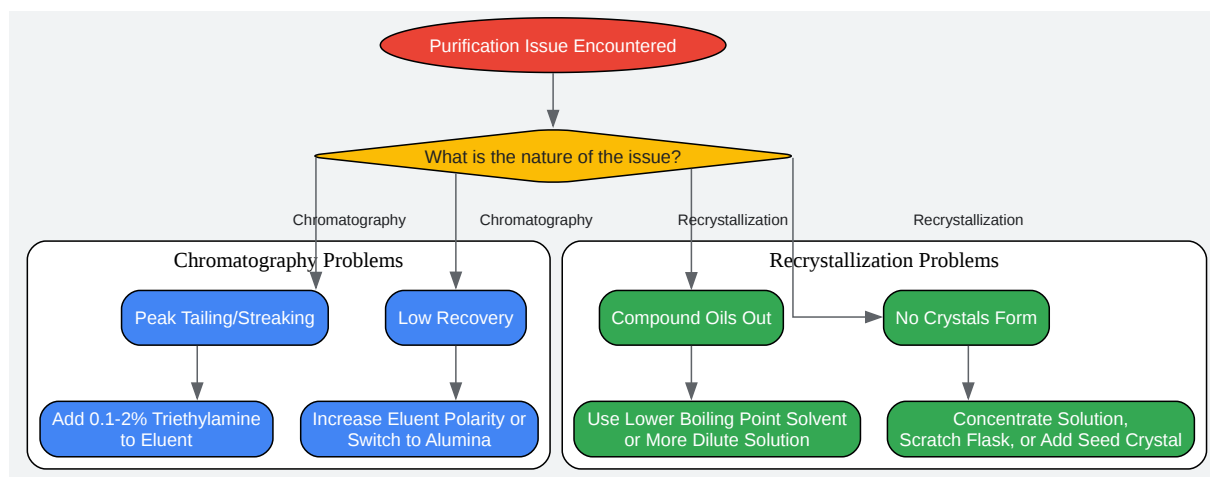 Purification Issue Encountered
What is the nature of the issue?
Chromatography
Chromatography
Recrystallization
Recrystallization
Chromatography Problems
Recrystallization Problems
Peak Tailing/Streaking
Low Recovery
Compound Oils Out
No Crystals Form
Add 0.1-2% Triethylamine
to Eluent
Increase Eluent Polarity or
Switch to Alumina
Use Lower Boiling Point Solvent
or More Dilute Solution
Concentrate Solution,
Scratch Flask, or Add Seed Crystal